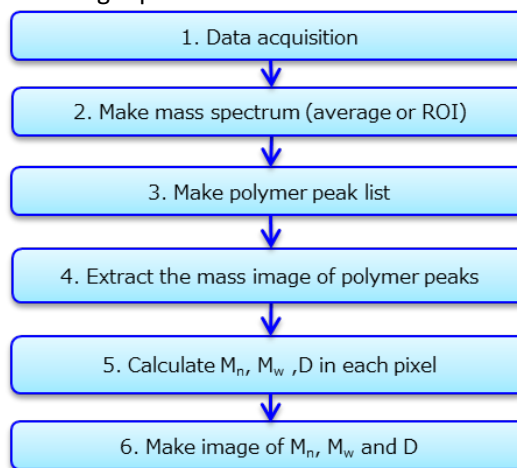 1. Data acquisition
2. Make mass spectrum (average or ROI)
3. Make polymer peak list
4. Extract the mass image of polymer peaks
5. Calculate Mn, Mw ,D in each pixel
6. Make image of Mn, Mw and D